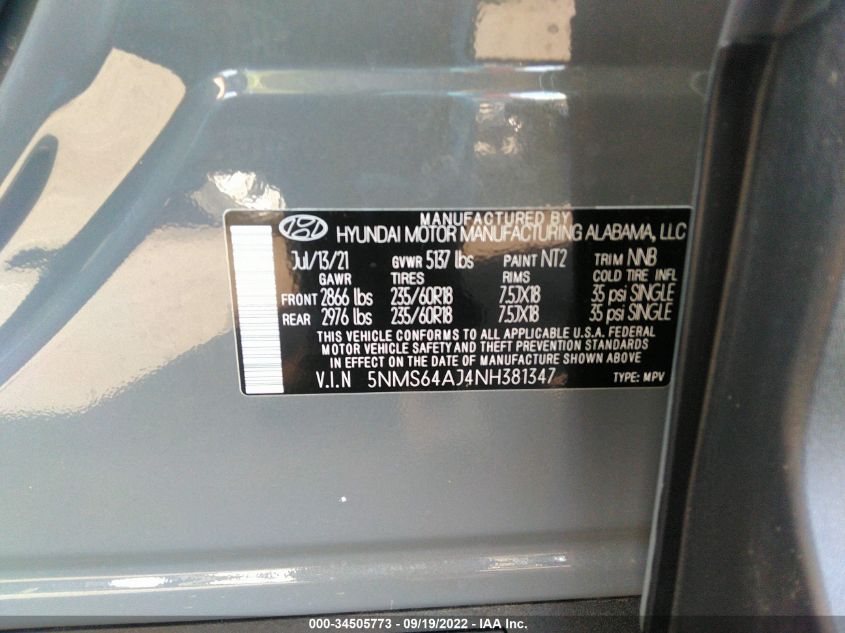 MANUFACTURED BY
HYUNDAI MOTOR MANUFACTURING ALABAMA, LLC
Jul/13/21 GVWR 5137 lbs PAINT NT2 TRIM NNB
GAWR TIRES RIMS COLD TIRE INFL
FRONT 2866 lbs 235/60R18 7.5JX18 35 psi SINGLE
REAR 2976 lbs 235/60R18 7.5JX18 35 psi SINGLE
THIS VEHICLE CONFORMS TO ALL APPLICABLE U.S.A. FEDERAL
MOTOR VEHICLE SAFETY AND THEFT PREVENTION STANDARDS
IN EFFECT ON THE DATE OF MANUFACTURE SHOWN ABOVE
V.I.N 5NMS64AJ4NH381347 TYPE: MPV
000-34505773 - 09/19/2022 - IAA Inc.